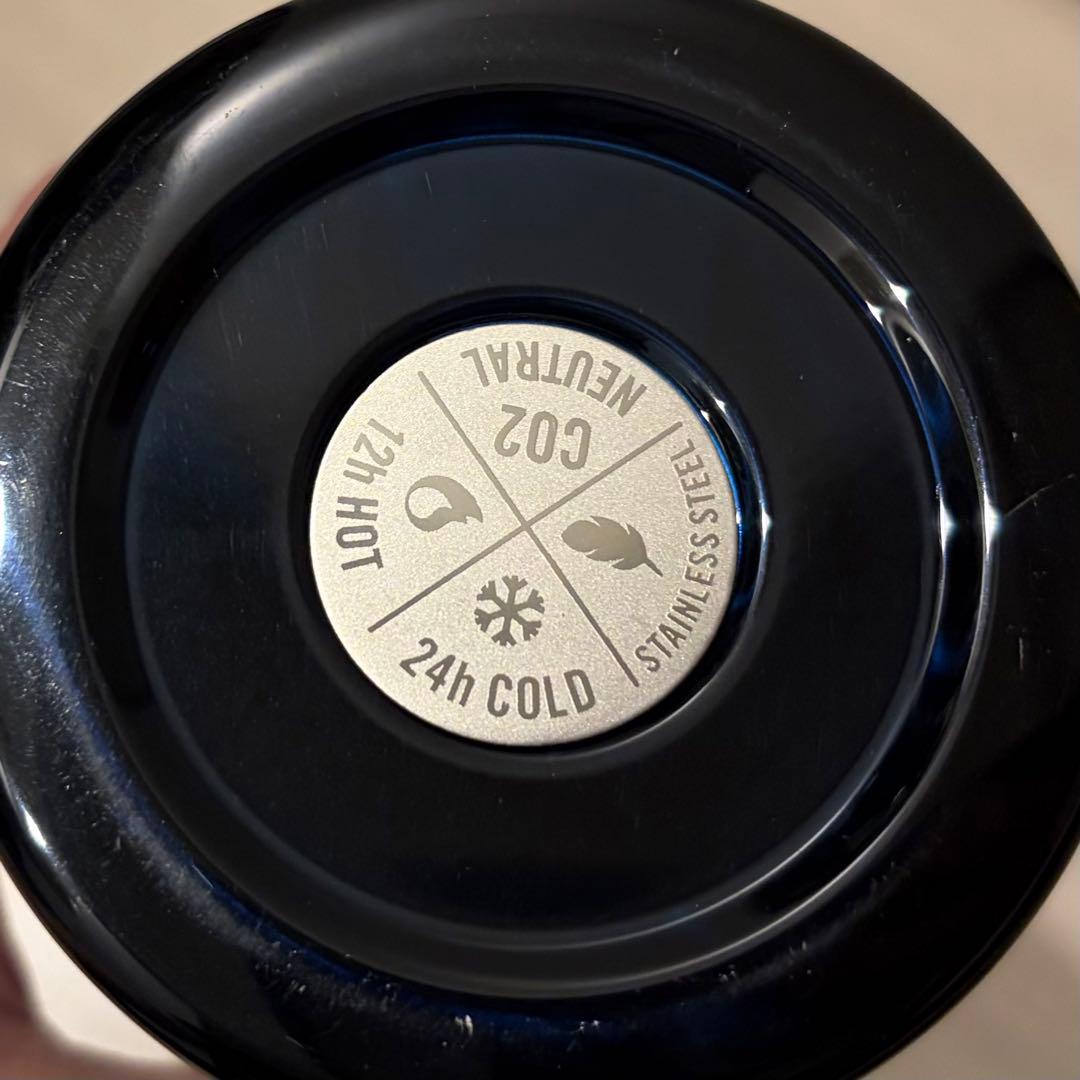 CO2
NEUTRAL
STAINLESS STEEL
24h COLD
12h HOT